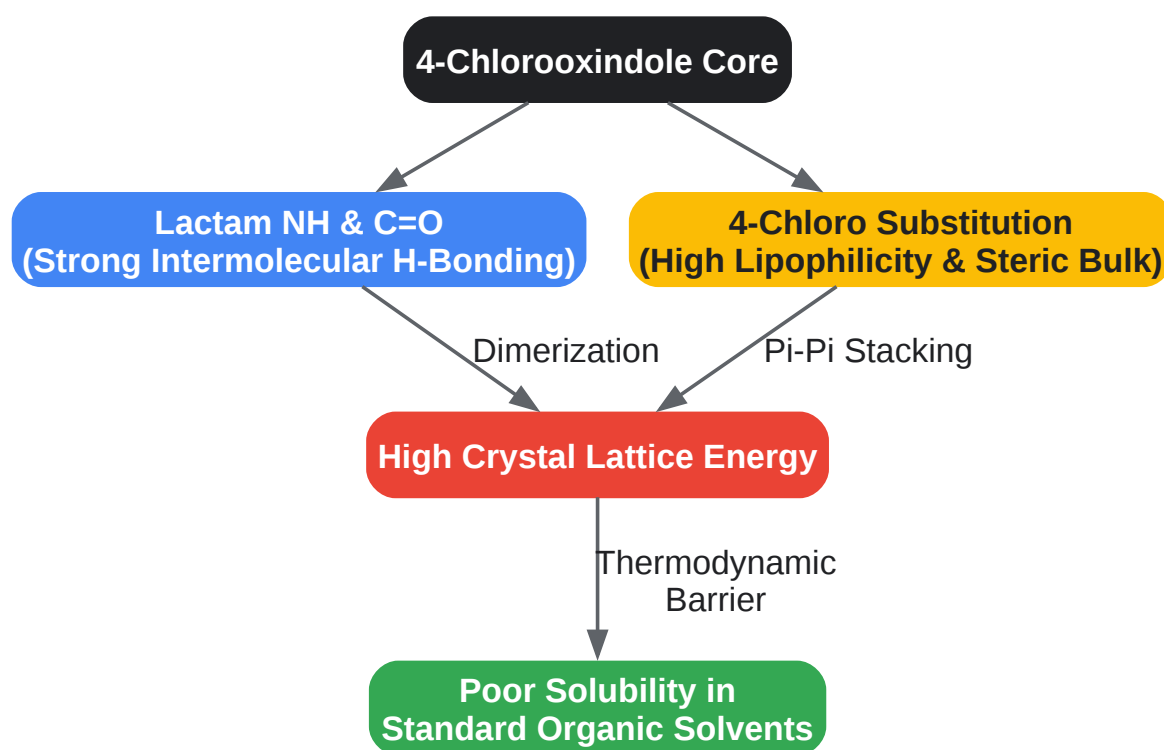 4-Chlorooxindole Core
Lactam NH & C=O
(Strong Intermolecular H-Bonding)
4-Chloro Substitution
(High Lipophilicity & Steric Bulk)
Dimerization
Pi-Pi Stacking
High Crystal Lattice Energy
Thermodynamic
Barrier
Poor Solubility in
Standard Organic Solvents